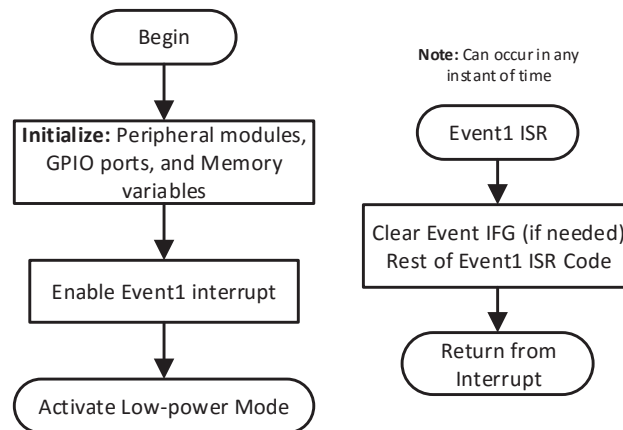 Begin
Initialize: Peripheral modules,
GPIO ports, and Memory
variables
Enable Event1 interrupt
Activate Low-power Mode
Note: Can occur in any
instant of time
Event1 ISR
Clear Event IFG (if needed)
Rest of Event1 ISR Code
Return from
Interrupt